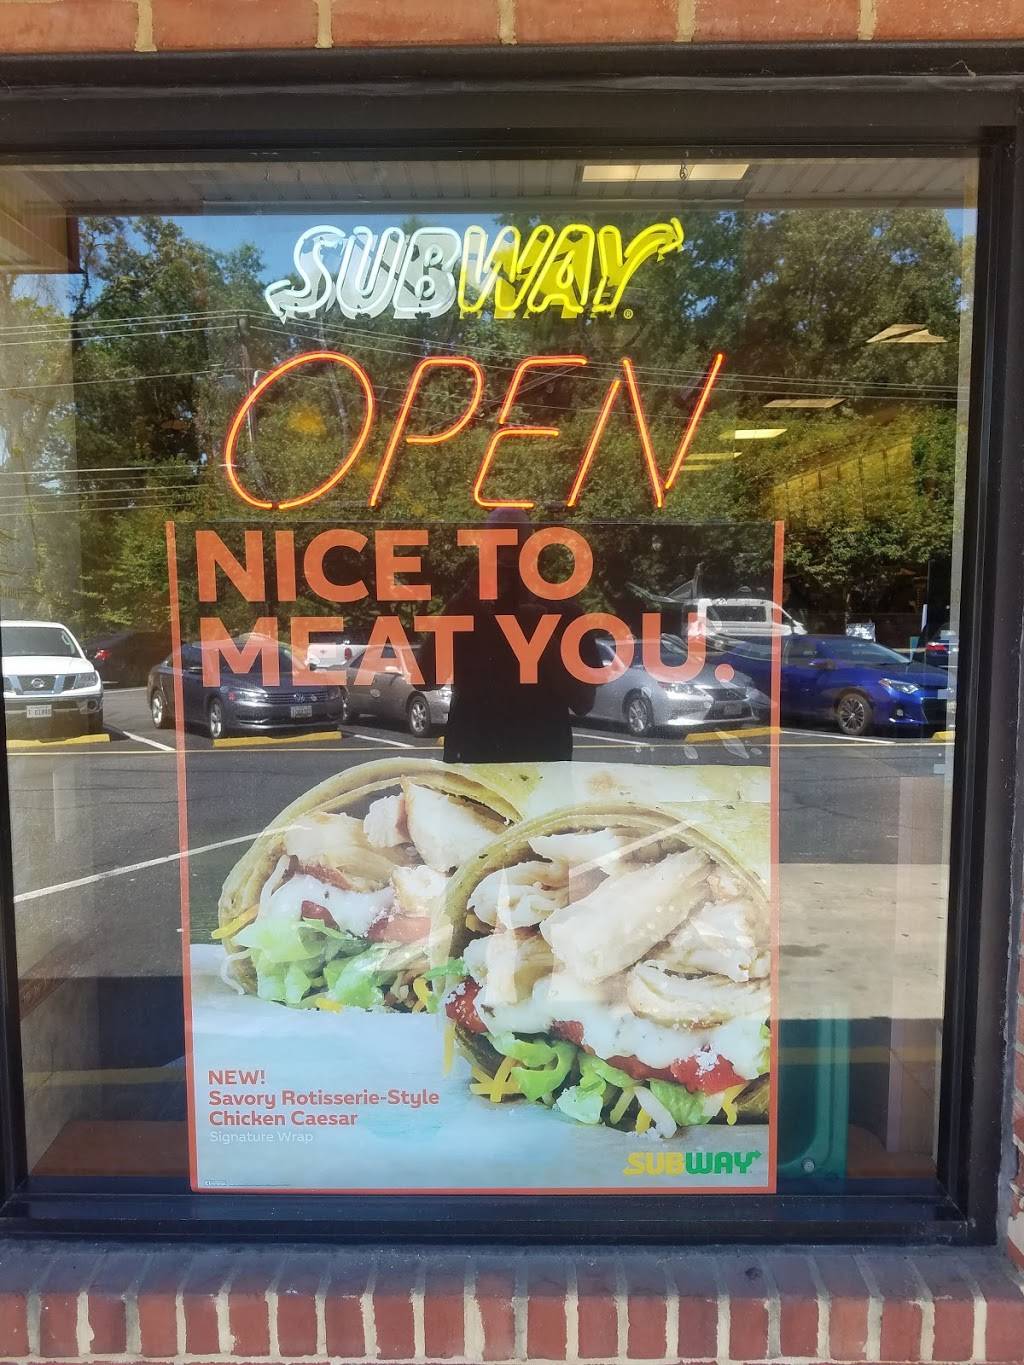 SUBWAY®
OPEN
NICE TO
MEAT YOU.
NEW!
Savory Rotisserie-Style
Chicken Caesar
Signature Wrap
SUBWAY